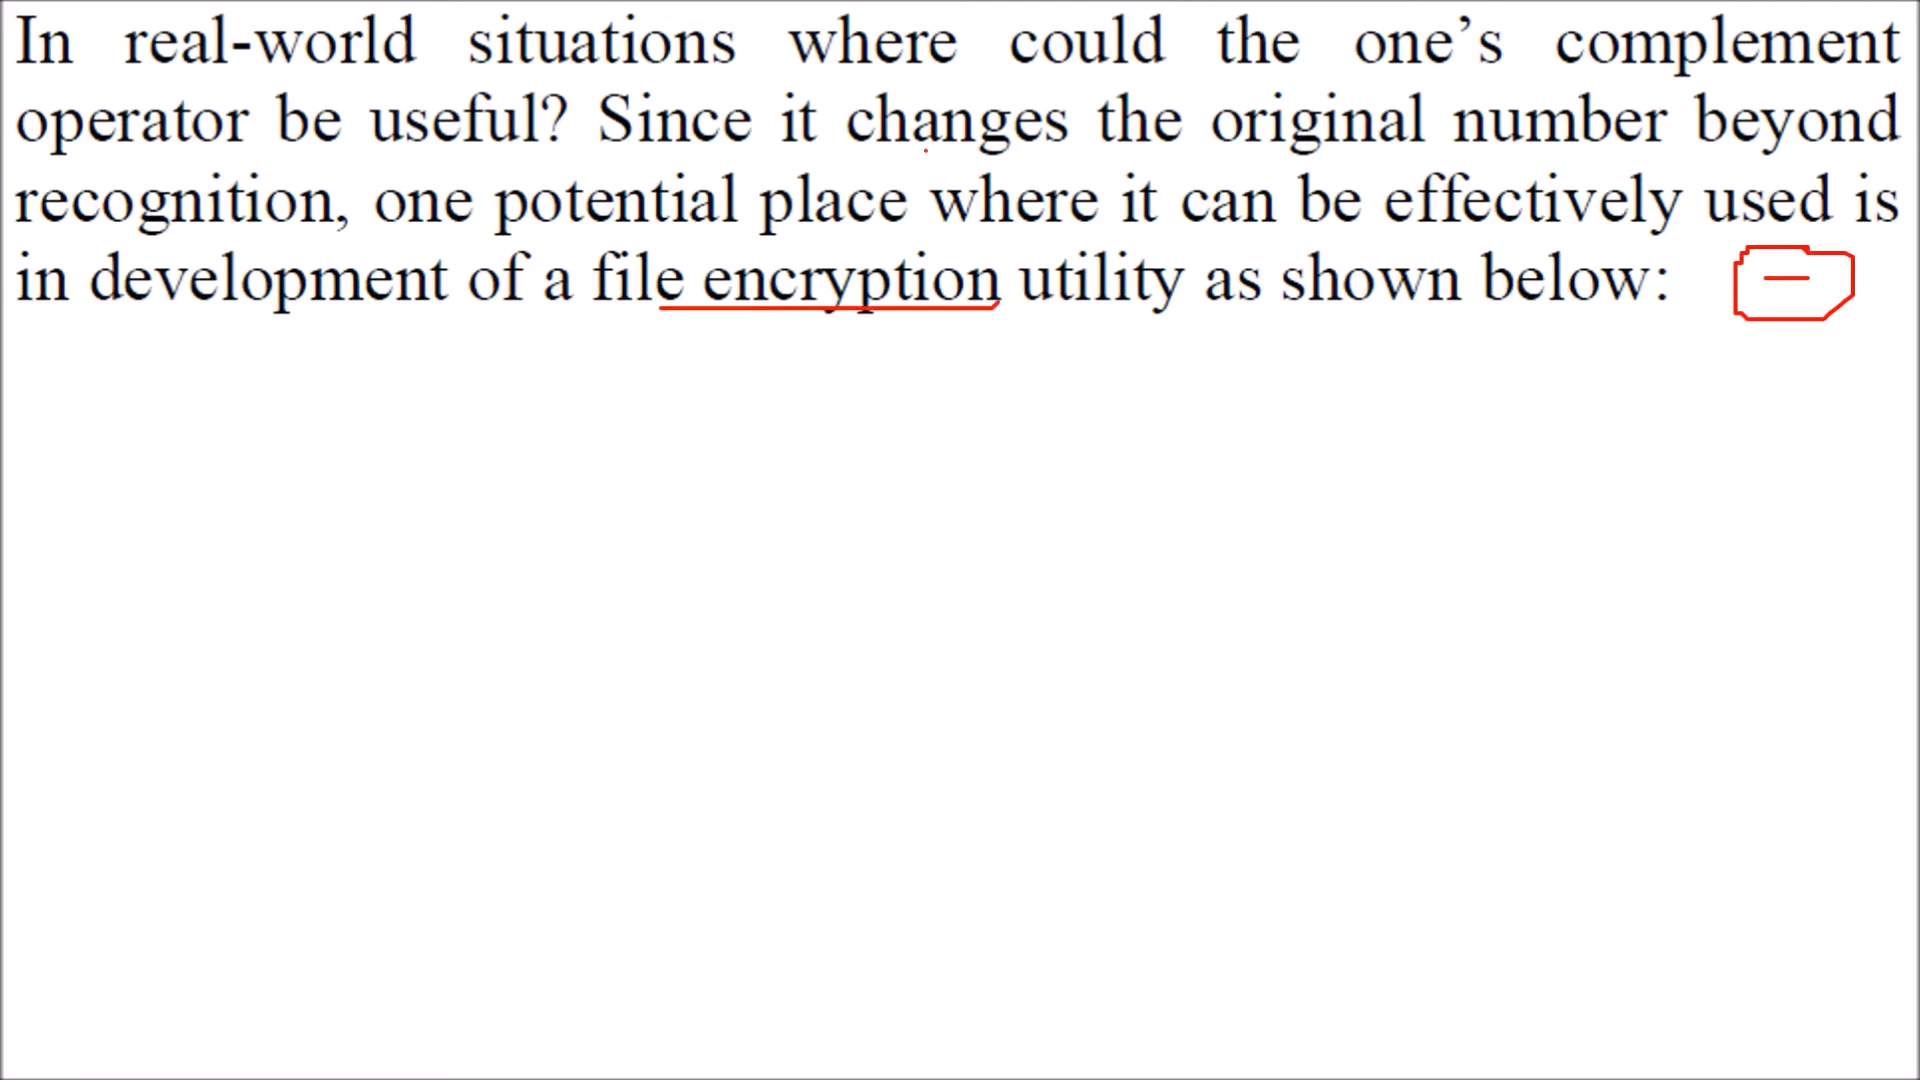 In real-world situations where could the one’s complement
operator be useful? Since it changes the original number beyond
recognition, one potential place where it can be effectively used is
in development of a file encryption utility as shown below: